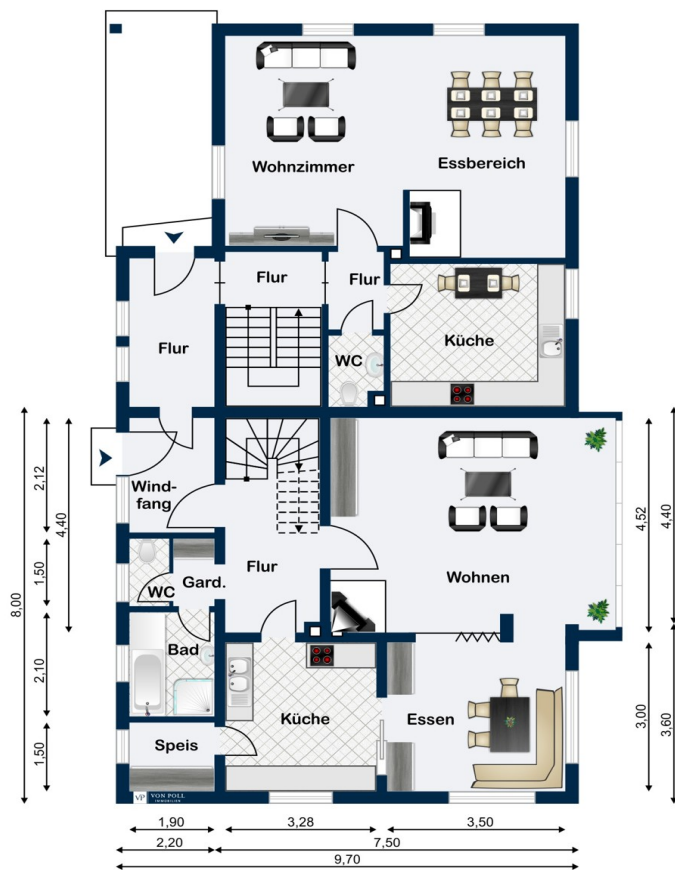 Wohnzimmer
Essbereich
Flur
Flur
Flur
Küche
WC
Wind-
fang
Flur
Wohnen
WC
Gard.
Bad
Küche
Essen
Speis
VP VON POLL
IMMOBILIEN
8,00
2,12
4,40
1,50
2,10
1,50
4,52
4,40
3,00
3,60
1,90
3,28
3,50
2,20
7,50
9,70